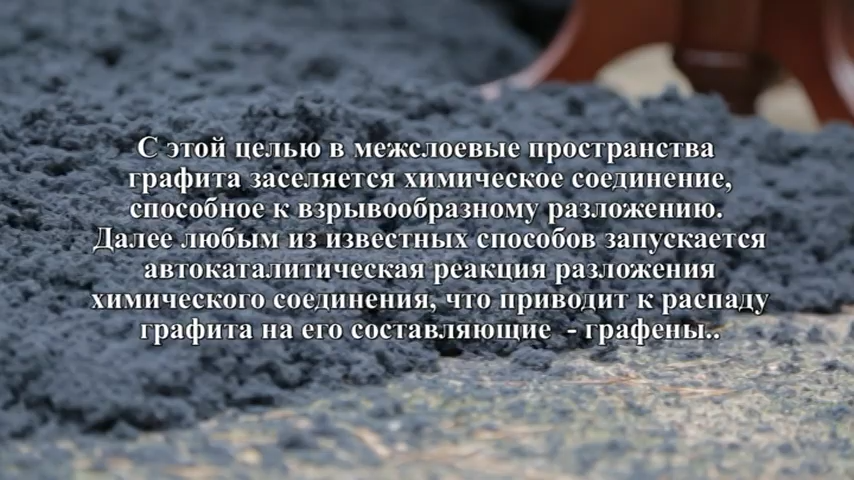 С этой целью в межслоевые пространства
графита заселяется химическое соединение,
способное к взрывообразному разложению.
Далее любым из известных способов запускается
автокаталитическая реакция разложения
химического соединения, что приводит к распаду
графита на его составляющие - графены..